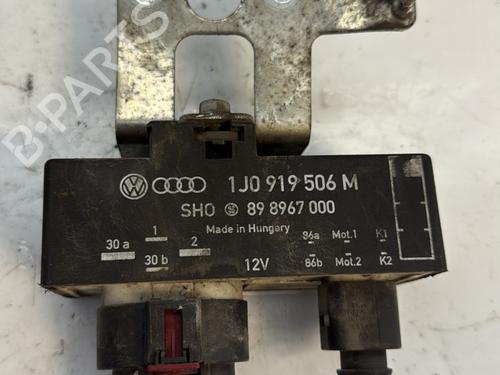 B-PARTS
1J0 919 506 M
SHO 89 8967 000
Made in Hungary
1 86a Mot.1 K1
30 a 2
30 b 12V 86b Mot.2 K2